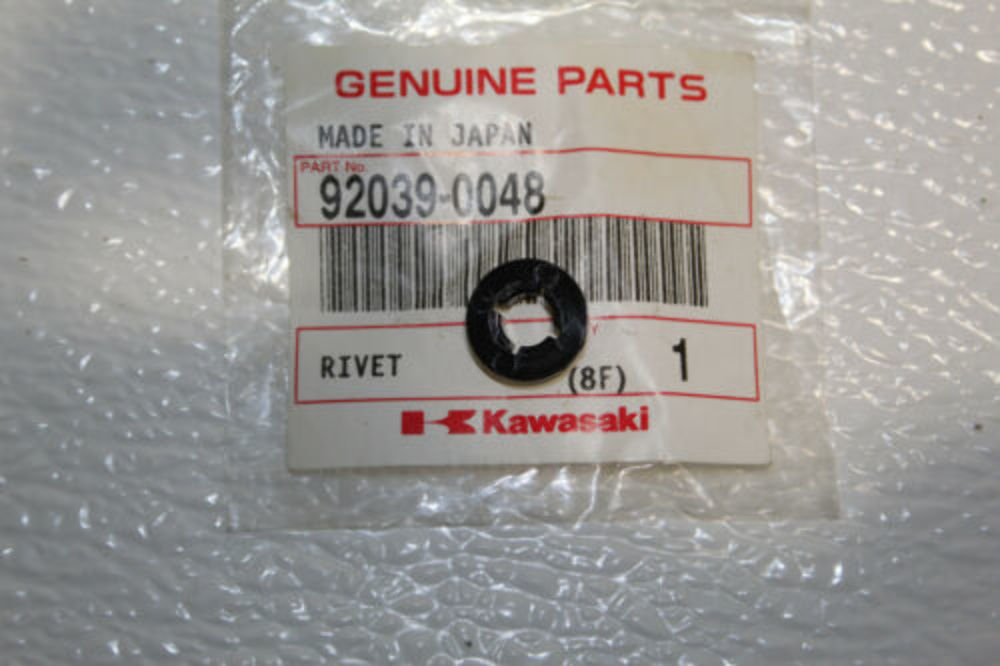 GENUINE PARTS
MADE IN JAPAN
PART No.
92039-0048
RIVET (8F) 1
Kawasaki